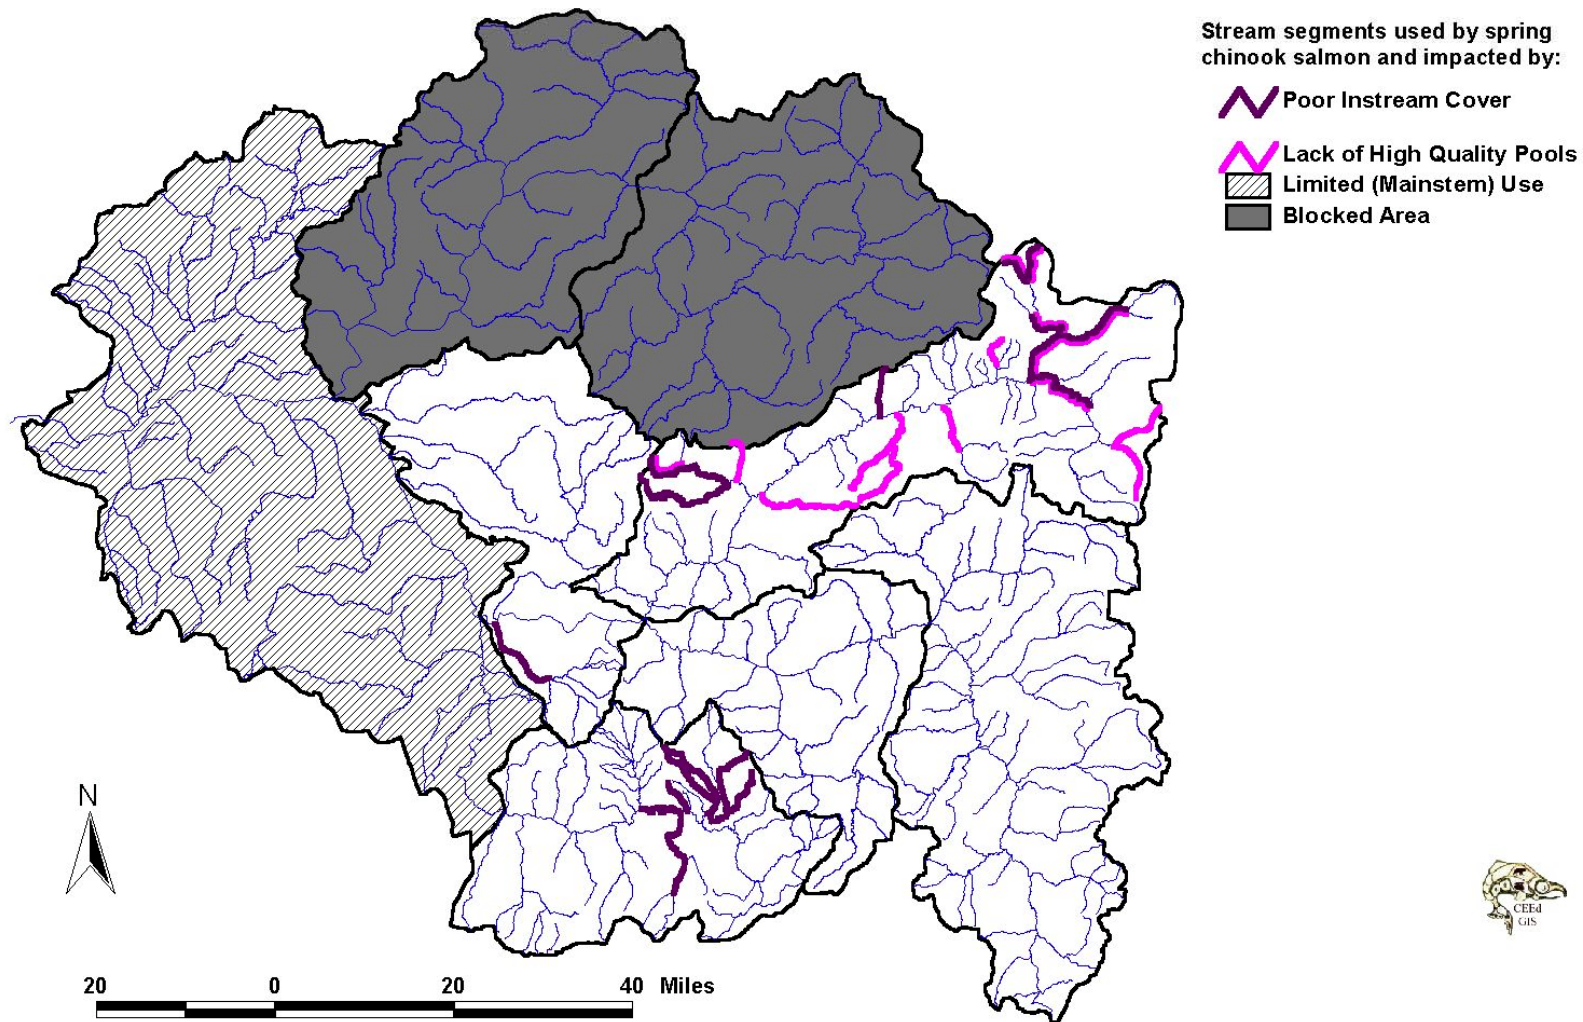 Stream segments used by spring
chinook salmon and impacted by:
Poor Instream Cover
Lack of High Quality Pools
Limited (Mainstem) Use
Blocked Area
N
CEEd
GIS
20 0 20 40 Miles